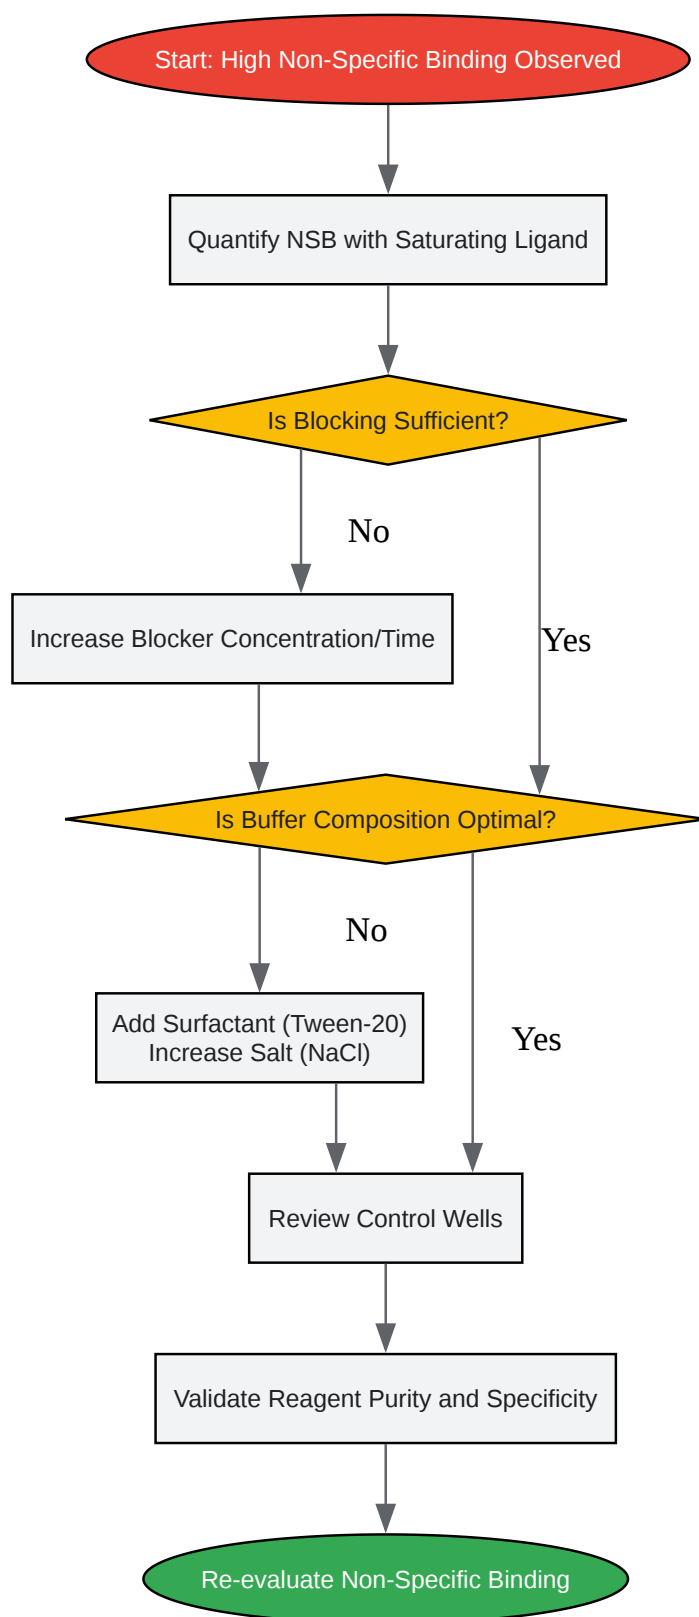 Start: High Non-Specific Binding Observed
Quantify NSB with Saturating Ligand
Is Blocking Sufficient?
No
Increase Blocker Concentration/Time
Yes
Is Buffer Composition Optimal?
No
Add Surfactant (Tween-20)
Increase Salt (NaCl)
Yes
Review Control Wells
Validate Reagent Purity and Specificity
Re-evaluate Non-Specific Binding